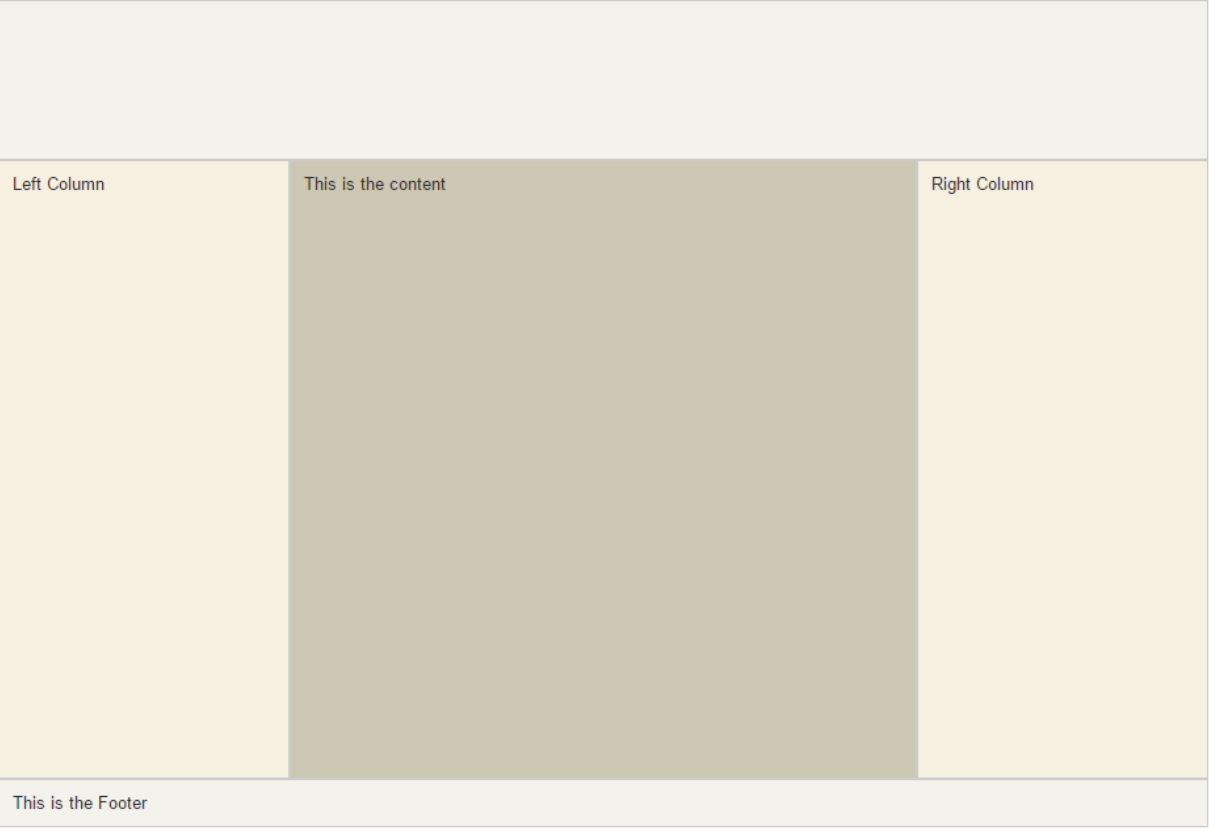 Left Column
This is the content
Right Column
This is the Footer